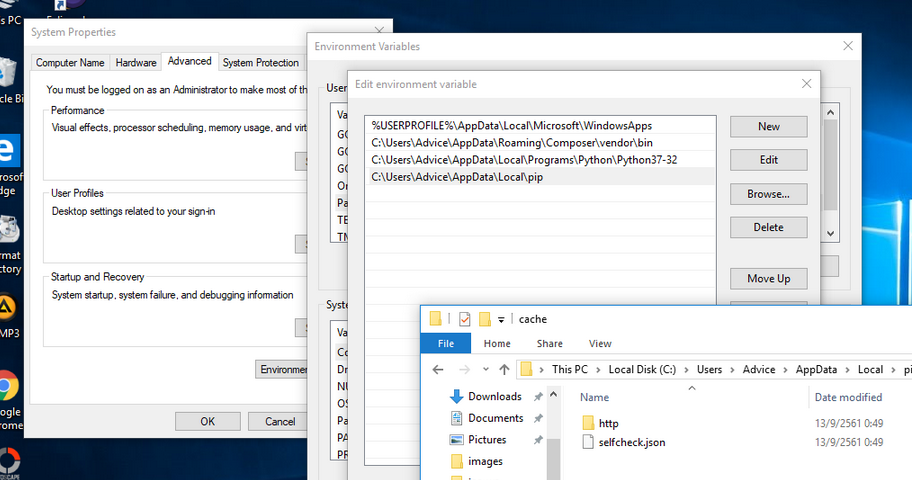 System Properties
Computer Name
Hardware
Advanced
System Protection
You must be logged on as an Administrator to make most of th
Performance
Visual effects, processor scheduling, memory usage, and virt
User Profiles
Desktop settings related to your sign-in
Startup and Recovery
System startup, system failure, and debugging information
Environmer
OK
Cancel
Environment Variables
User
Va
GC
GC
GC
On
Pa
TE
TM
Syste
Va
Co
Dr
NU
OS
Pa
PA
PR
Edit environment variable
%USERPROFILE%\AppData\Local\Microsoft\WindowsApps
C:\Users\Advice\AppData\Roaming\Composer\vendor\bin
C:\Users\Advice\AppData\Local\Programs\Python\Python37-32
C:\Users\Advice\AppData\Local\pip
New
Edit
Browse...
Delete
Move Up
cache
File
Home
Share
View
This PC > Local Disk (C:) > Users > Advice > AppData > Local > pi
Downloads
Documents
Pictures
images
Name
Date modified
http
13/9/2561 0:49
selfcheck.json
13/9/2561 0:49
s PC
cle Bi
rosof
dge
rmat
ctory
MP3
ogle
rome